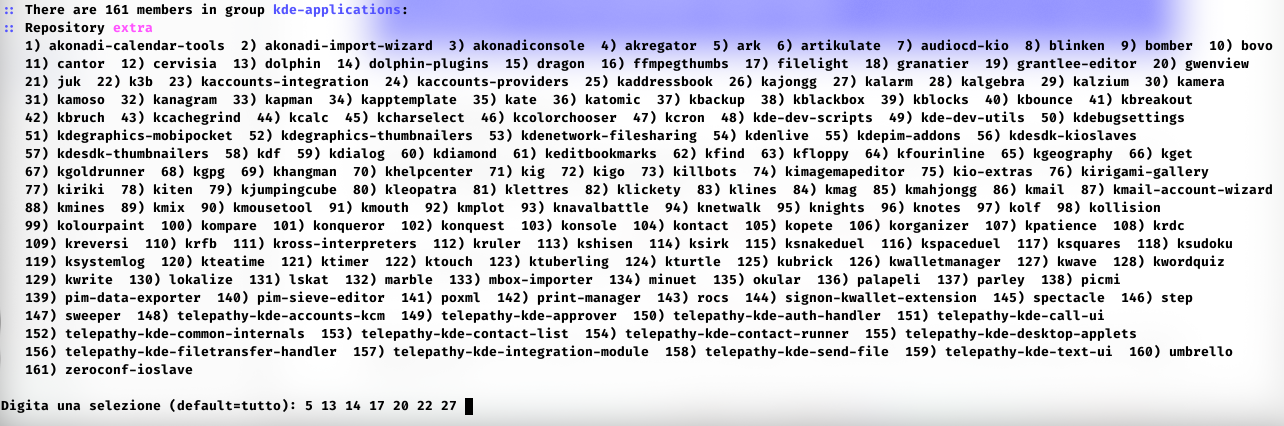 :: There are 161 members in group kde-applications:
:: Repository extra
1) akonadi-calendar-tools 2) akonadi-import-wizard 3) akonadiconsole 4) akregator 5) ark 6) artikulate 7) audiocd-kio 8) blinken 9) bomber 10) bovo
11) cantor 12) cervisia 13) dolphin 14) dolphin-plugins 15) dragon 16) ffmpegthumbs 17) filelight 18) granatier 19) grantlee-editor 20) gwenview
21) juk 22) k3b 23) kaccounts-integration 24) kaccounts-providers 25) kaddressbook 26) kajongg 27) kalarm 28) kalgebra 29) kalzium 30) kamera
31) kamoso 32) kanagram 33) kapman 34) kapptemplate 35) kate 36) katomic 37) kbackup 38) kblackbox 39) kblocks 40) kbounce 41) kbreakout
42) kbruch 43) kcachegrind 44) kcalc 45) kcharselect 46) kcolorchooser 47) kcron 48) kde-dev-scripts 49) kde-dev-utils 50) kdebugsettings
51) kdegraphics-mobipocket 52) kdegraphics-thumbnailers 53) kdenetwork-filesharing 54) kdenlive 55) kdepim-addons 56) kdesdk-kioslaves
57) kdesdk-thumbnailers 58) kdf 59) kdialog 60) kdiamond 61) keditbookmarks 62) kfind 63) kfloppy 64) kfourinline 65) kgeography 66) kget
67) kgoldrunner 68) kgpg 69) khangman 70) khelpcenter 71) kig 72) kigo 73) killbots 74) kimagemapeditor 75) kio-extras 76) kirigami-gallery
77) kiriki 78) kiten 79) kjumpingcube 80) kleopatra 81) klettres 82) klickety 83) klines 84) kmag 85) kmahjongg 86) kmail 87) kmail-account-wizard
88) kmines 89) kmix 90) kmousetool 91) kmouth 92) kmplot 93) knavalbattle 94) knetwalk 95) knights 96) knotes 97) kolf 98) kollision
99) kolourpaint 100) kompare 101) konqueror 102) konquest 103) konsole 104) kontact 105) kopete 106) korganizer 107) kpatience 108) krdc
109) kreversi 110) krfb 111) kross-interpreters 112) kruler 113) kshisen 114) ksirk 115) ksnakeduel 116) kspaceduel 117) ksquares 118) ksudoku
119) ksystemlog 120) kteatime 121) ktimer 122) ktouch 123) ktuberling 124) kturtle 125) kubrick 126) kwalletmanager 127) kwave 128) kwordquiz
129) kwrite 130) lokalize 131) lskat 132) marble 133) mbox-importer 134) minuet 135) okular 136) palapeli 137) parley 138) picmi
139) pim-data-exporter 140) pim-sieve-editor 141) poxml 142) print-manager 143) rocs 144) signon-kwallet-extension 145) spectacle 146) step
147) sweeper 148) telepathy-kde-accounts-kcm 149) telepathy-kde-approver 150) telepathy-kde-auth-handler 151) telepathy-kde-call-ui
152) telepathy-kde-common-internals 153) telepathy-kde-contact-list 154) telepathy-kde-contact-runner 155) telepathy-kde-desktop-applets
156) telepathy-kde-filetransfer-handler 157) telepathy-kde-integration-module 158) telepathy-kde-send-file 159) telepathy-kde-text-ui 160) umbrello
161) zeroconf-ioslave
Digita una selezione (default=tutto): 5 13 14 17 20 22 27